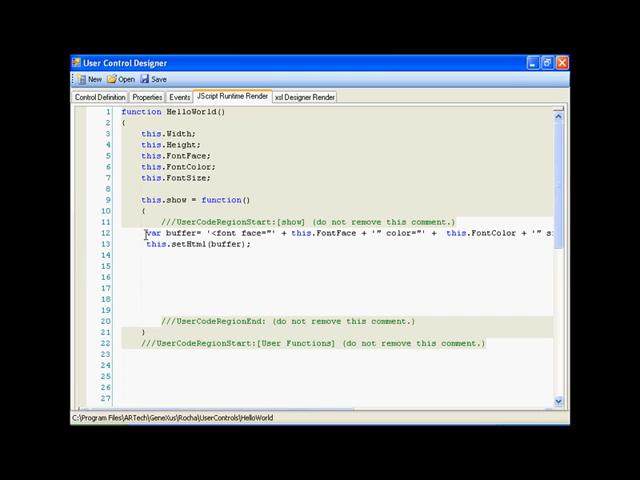 User Control Designer
New Open Save
Control Definition Properties Events JScript Runtime Render xsl Designer Render
1 function HelloWorld()
2 {
3 this.Width;
4 this.Height;
5 this.FontFace;
6 this.FontColor;
7 this.FontSize;
8
9 this.show = function()
10 {
11 ///UserCodeRegionStart:[show] (do not remove this comment.)
12 var buffer= '<font face="' + this.FontFace + '" color="' + this.FontColor + '" si
13 this.setHtml(buffer);
14
15
16
17
18
19
20 ///UserCodeRegionEnd: (do not remove this comment.)
21 }
22 ///UserCodeRegionStart:[User Functions] (do not remove this comment.)
23
24
25
26
27
C:\Program Files\ARTech\GeneXus\Rocha\UserControls\HelloWorld